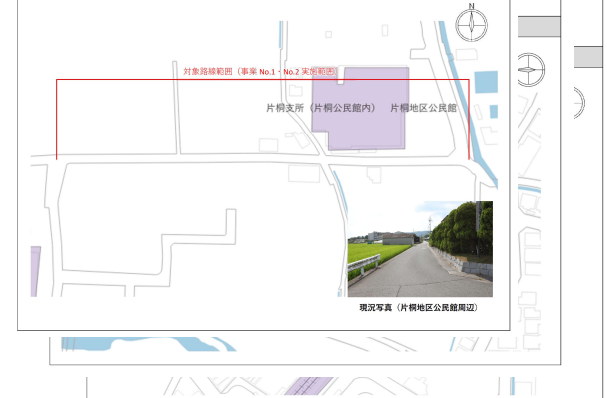 N
対象路線範囲（事業 No.1・No.2 実施範囲）
片桐支所（片桐公民館内） 片桐地区公民館
現況写真（片桐地区公民館周辺）